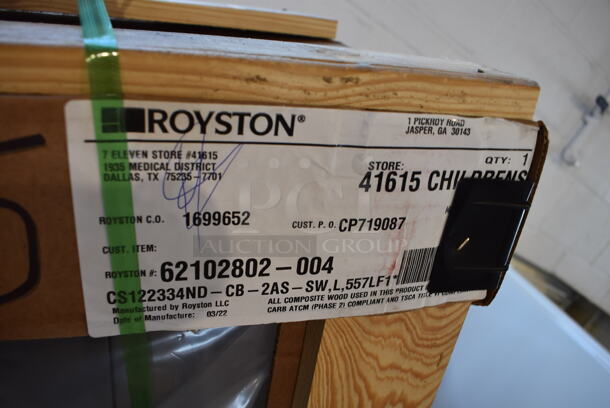 ROYSTON®
1 PICKROY ROAD
JASPER, GA 30143
7 ELEVEN STORE #41615
1935 MEDICAL DISTRICT
DALLAS, TX 75235-7701
STORE:
QTY: 1
41615 CHILDRENS
ROYSTON C.O. 1699652
CUST. P.O. CP719087
PCI
AUCTION GROUP
CUST. ITEM:
ROYSTON #: 62102802-004
CS122334ND-CB-2AS-SW,L,557LF1
Manufactured by Royston LLC
Date of Manufacture: 03/22
ALL COMPOSITE WOOD USED IN THIS PRODUCT
CARB ATCM (PHASE 2) COMPLIANT AND TSCA TITLE